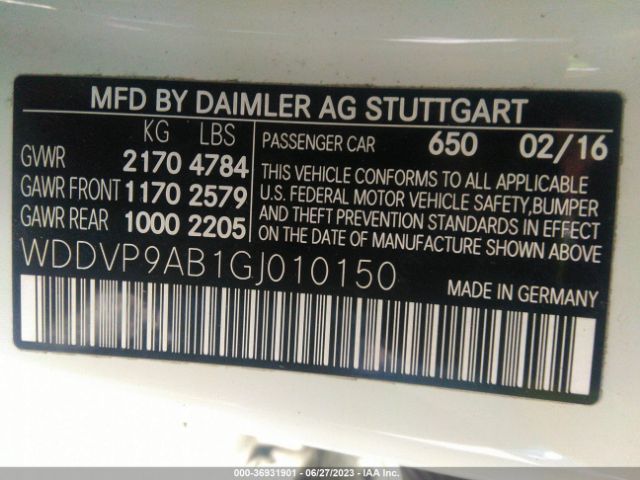 MFD BY DAIMLER AG STUTTGART
KG LBS
GVWR 2170 4784
GAWR FRONT 1170 2579
GAWR REAR 1000 2205
PASSENGER CAR 650 02/16
THIS VEHICLE CONFORMS TO ALL APPLICABLE
U.S. FEDERAL MOTOR VEHICLE SAFETY,BUMPER
AND THEFT PREVENTION STANDARDS IN EFFECT
ON THE DATE OF MANUFACTURE SHOWN ABOVE
WDDVP9AB1GJ010150
MADE IN GERMANY
000-36931901 - 06/27/2023 - IAA Inc.